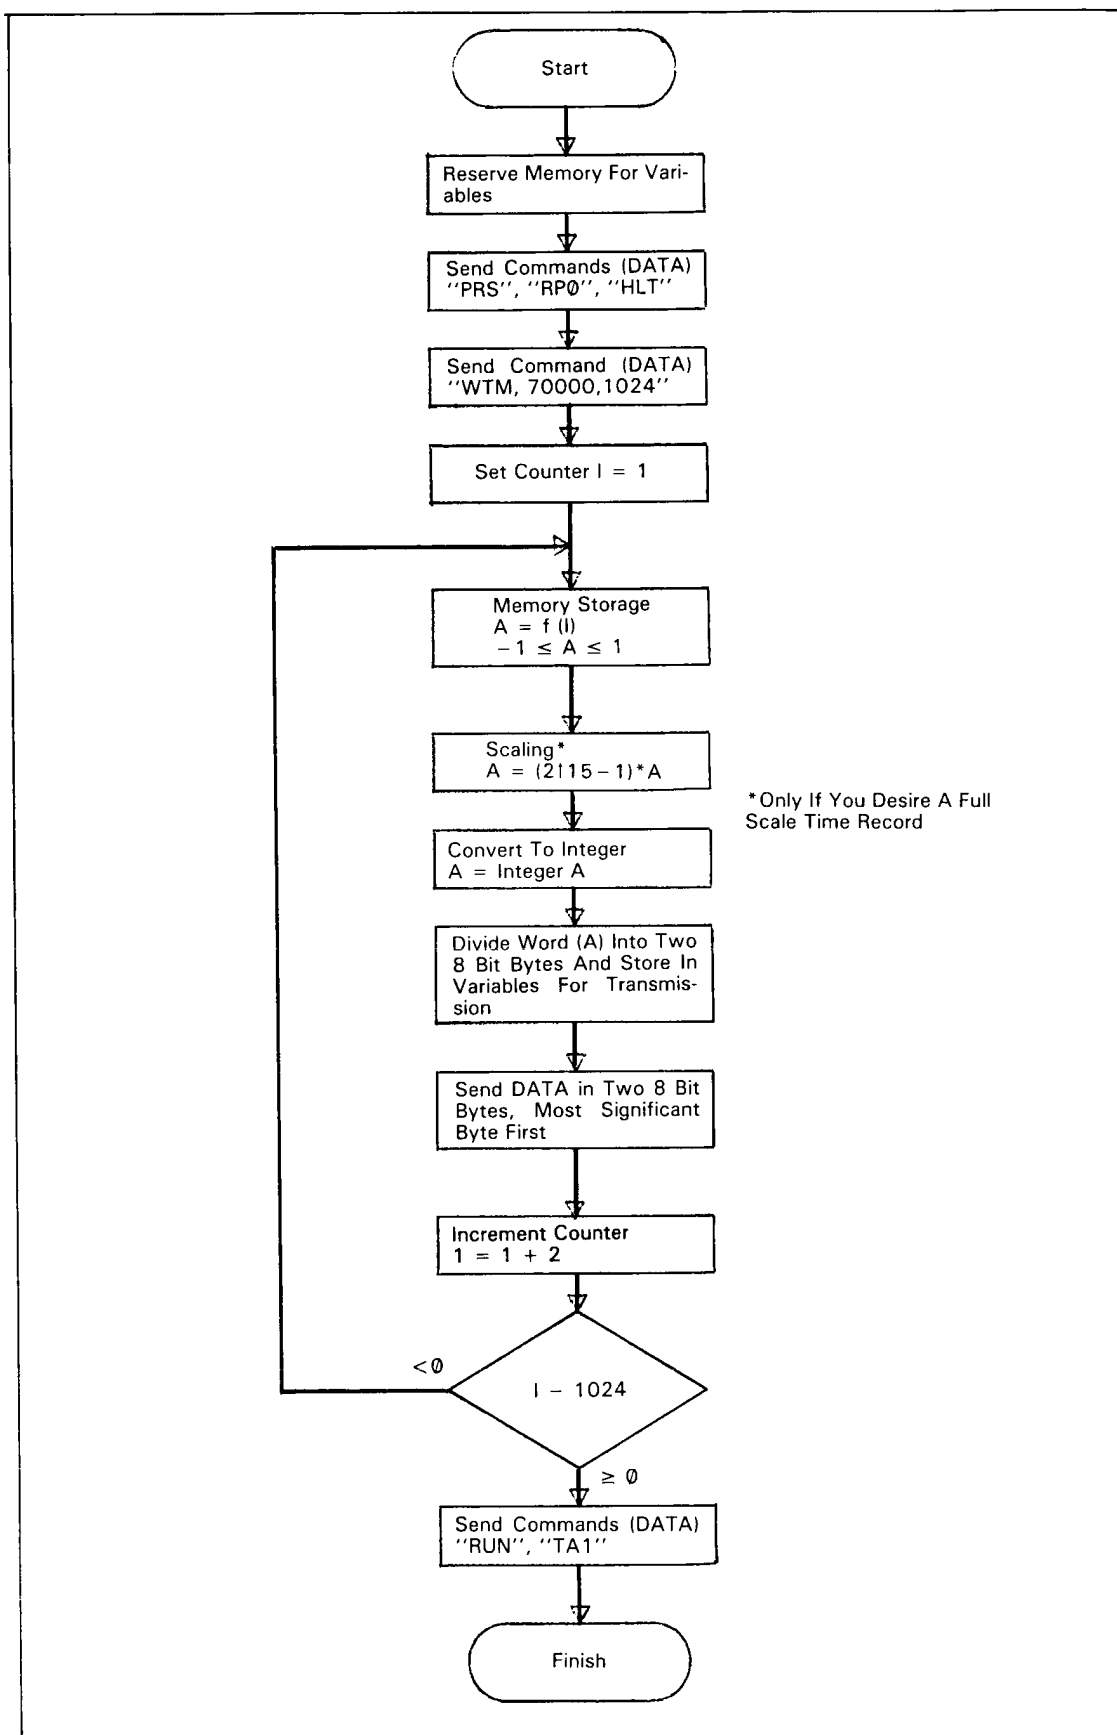 Start
Reserve Memory For Vari-
ables
Send Commands (DATA)
''PRS'', ''RPØ'', ''HLT''
Send Command (DATA)
''WTM, 70000,1024''
Set Counter I = 1
Memory Storage
A = f (I)
−1 ≤ A ≤ 1
Scaling*
A = (2↑15−1)*A
*Only If You Desire A Full
Scale Time Record
Convert To Integer
A = Integer A
Divide Word (A) Into Two
8 Bit Bytes And Store In
Variables For Transmis-
sion
Send DATA in Two 8 Bit
Bytes, Most Significant
Byte First
Increment Counter
1 = 1 + 2
<Ø
I − 1024
≥ Ø
Send Commands (DATA)
''RUN'', ''TA1''
Finish